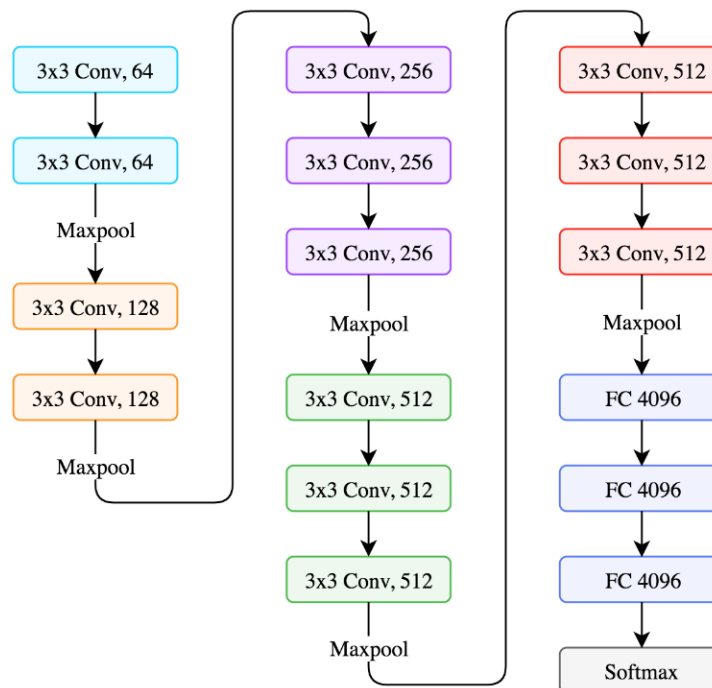 3x3 Conv, 64
3x3 Conv, 64
Maxpool
3x3 Conv, 128
3x3 Conv, 128
Maxpool
3x3 Conv, 256
3x3 Conv, 256
3x3 Conv, 256
Maxpool
3x3 Conv, 512
3x3 Conv, 512
3x3 Conv, 512
Maxpool
3x3 Conv, 512
3x3 Conv, 512
3x3 Conv, 512
Maxpool
FC 4096
FC 4096
FC 4096
Softmax